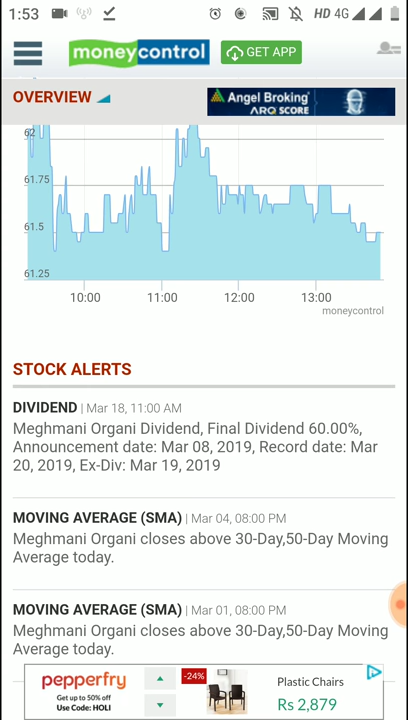 1:53 HD 4G
moneycontrol GET APP
OVERVIEW Angel Broking
ARQ SCORE
62
61.75
61.5
61.25
10:00 11:00 12:00 13:00
moneycontrol
STOCK ALERTS
DIVIDEND | Mar 18, 11:00 AM
Meghmani Organi Dividend, Final Dividend 60.00%,
Announcement date: Mar 08, 2019, Record date: Mar
20, 2019, Ex-Div: Mar 19, 2019
MOVING AVERAGE (SMA) | Mar 04, 08:00 PM
Meghmani Organi closes above 30-Day,50-Day Moving
Average today.
MOVING AVERAGE (SMA) | Mar 01, 08:00 PM
Meghmani Organi closes above 30-Day,50-Day Moving
Average today.
pepperfry
Get up to 50% off
Use Code: HOLI
-24%
Plastic Chairs
Rs 2,879